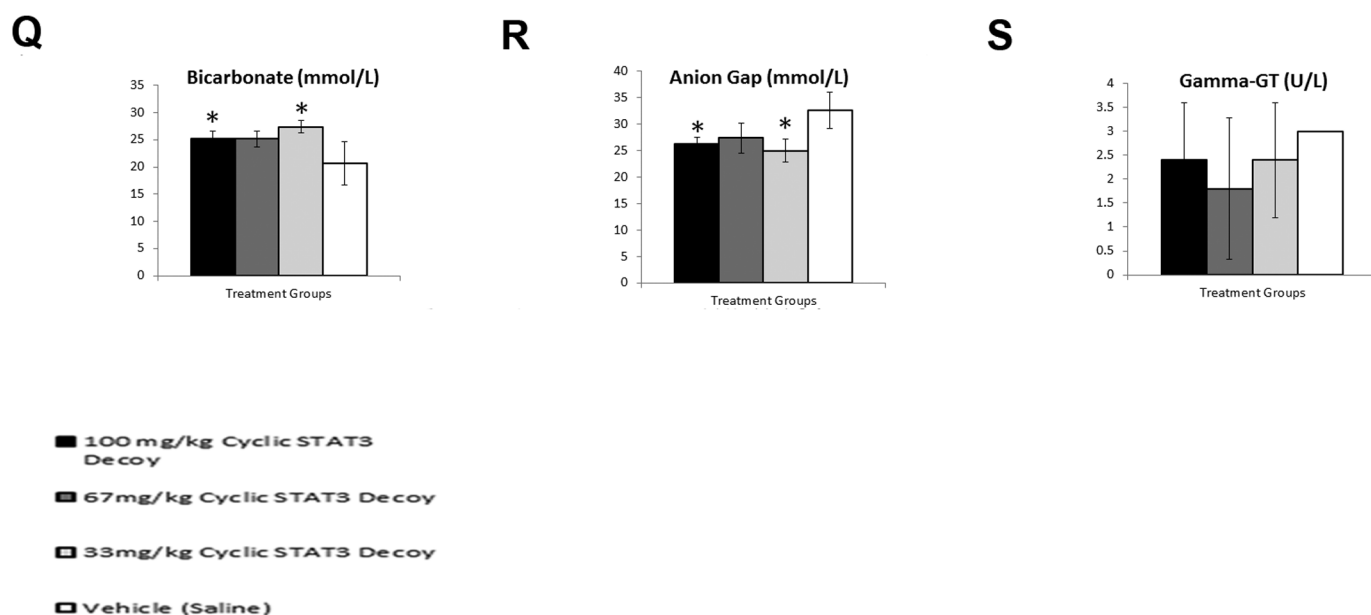 Q
R
S
Bicarbonate (mmol/L)
35
30
25
20
15
10
5
0
*
*
Treatment Groups
Anion Gap (mmol/L)
40
35
30
25
20
15
10
5
0
*
*
Treatment Groups
Gamma-GT (U/L)
4
3.5
3
2.5
2
1.5
1
0.5
0
Treatment Groups
100 mg/kg Cyclic STAT3
Decoy
67mg/kg Cyclic STAT3 Decoy
33mg/kg Cyclic STAT3 Decoy
Vehicle (Saline)